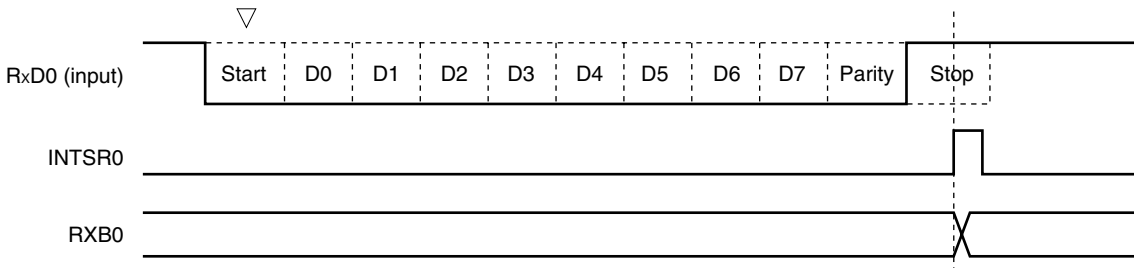 RxD0 (input) Start D0 D1 D2 D3 D4 D5 D6 D7 Parity Stop
INTSR0
RXB0